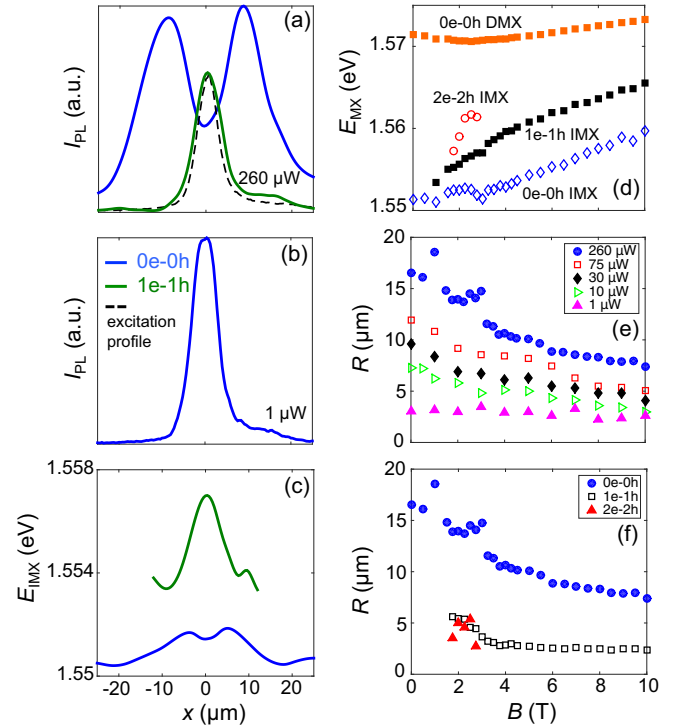 (a)
I_PL (a.u.)
260 µW
(b)
0e-0h
1e-1h
excitation
profile
I_PL (a.u.)
1 µW
(c)
1.558
1.554
1.55
E_IMX (eV)
-20 -10 0 10 20
x (µm)
0e-0h DMX
2e-2h IMX
1e-1h IMX
0e-0h IMX
(d)
1.57
1.56
1.55
E_MX (eV)
260 µW
75 µW
30 µW
10 µW
1 µW
(e)
20
15
10
5
0
R (µm)
0e-0h
1e-1h
2e-2h
(f)
20
15
10
5
0
R (µm)
0 2 4 6 8 10
B (T)